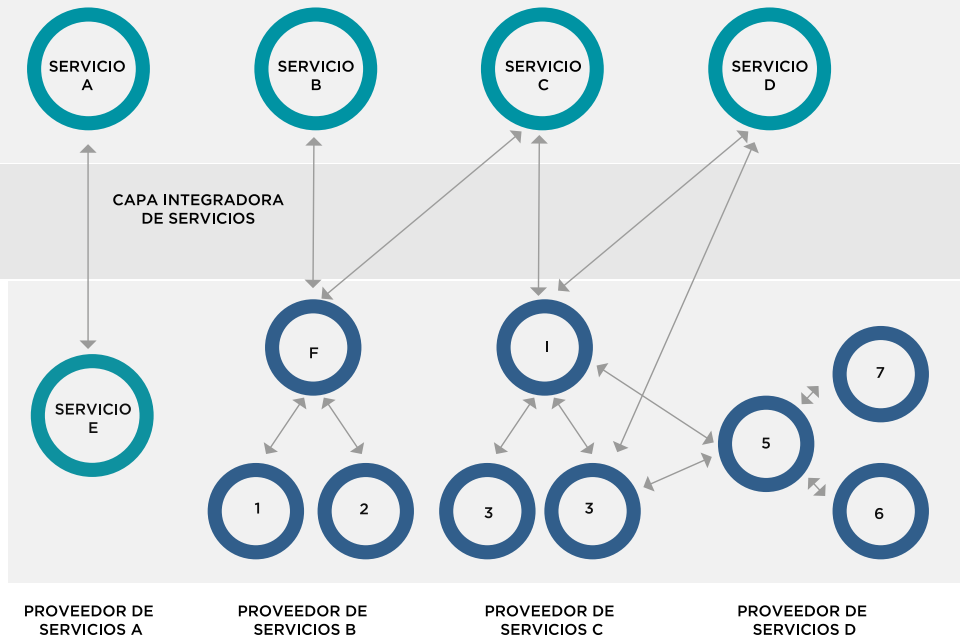 SERVICIO
A
SERVICIO
B
SERVICIO
C
SERVICIO
D
CAPA INTEGRADORA
DE SERVICIOS
SERVICIO
E
F
I
1
2
3
3
5
7
6
PROVEEDOR DE
SERVICIOS A
PROVEEDOR DE
SERVICIOS B
PROVEEDOR DE
SERVICIOS C
PROVEEDOR DE
SERVICIOS D